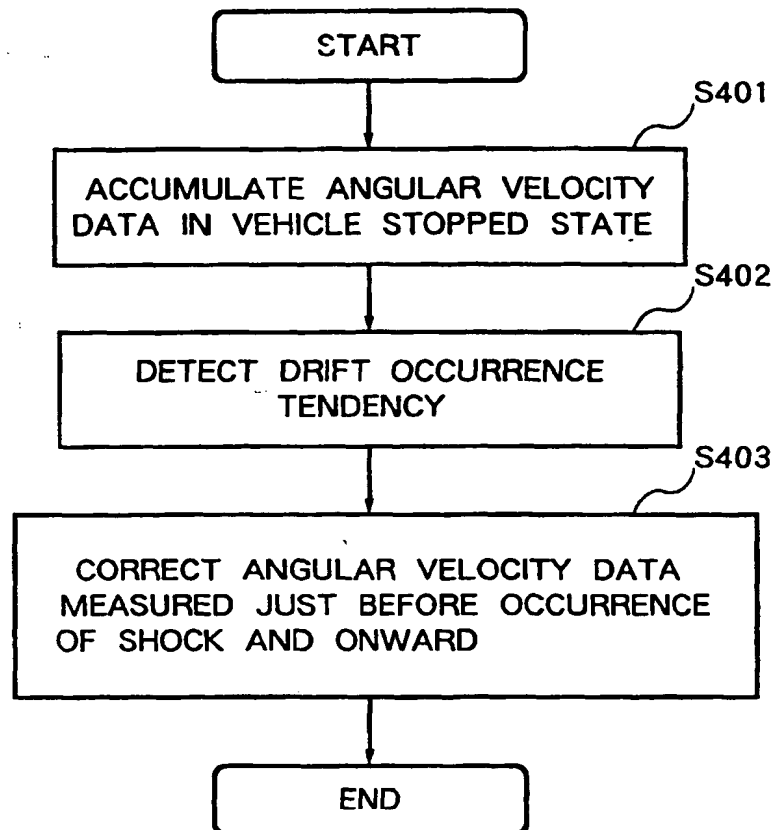 START
S401
ACCUMULATE ANGULAR VELOCITY
DATA IN VEHICLE STOPPED STATE
S402
DETECT DRIFT OCCURRENCE
TENDENCY
S403
CORRECT ANGULAR VELOCITY DATA
MEASURED JUST BEFORE OCCURRENCE
OF SHOCK AND ONWARD
END